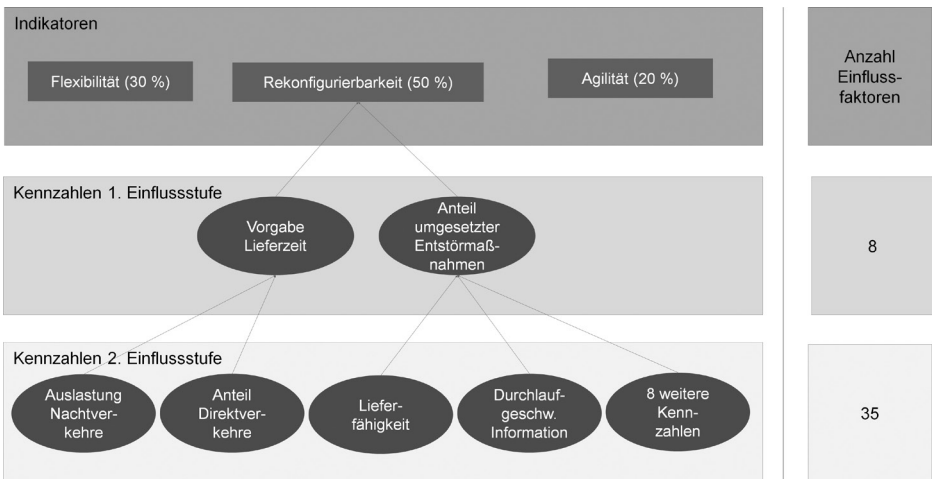 Indikatoren
Flexibilität (30 %)
Rekonfigurierbarkeit (50 %)
Agilität (20 %)
Anzahl
Einfluss-
faktoren
Kennzahlen 1. Einflussstufe
Vorgabe
Lieferzeit
Anteil
umgesetzter
Entstörmaß-
nahmen
8
Kennzahlen 2. Einflussstufe
Auslastung
Nachtver-
kehre
Anteil
Direktver-
kehre
Liefer-
fähigkeit
Durchlauf-
geschw.
Information
8 weitere
Kenn-
zahlen
35